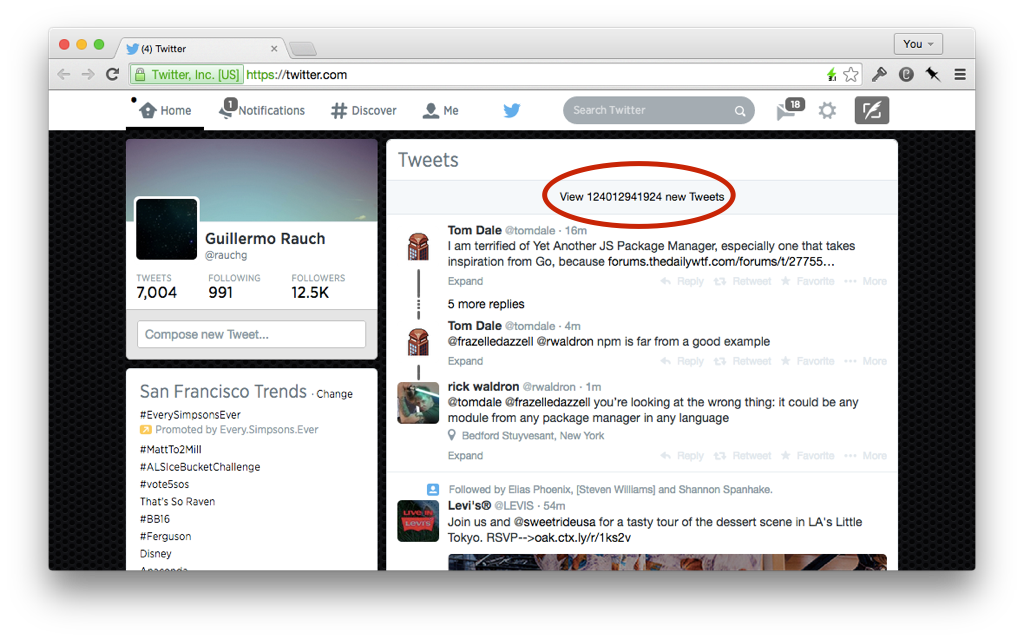 (4) Twitter
You
Twitter, Inc. [US] https://twitter.com
Home
1
Notifications
Discover
Me
Search Twitter
18
Guillermo Rauch
@rauchg
TWEETS FOLLOWING FOLLOWERS
7,004 991 12.5K
Compose new Tweet...
San Francisco Trends · Change
#EverySimpsonsEver
Promoted by Every.Simpsons.Ever
#MattTo2Mill
#ALSIceBucketChallenge
#vote5sos
That's So Raven
#BB16
#Ferguson
Disney
Anaconda
Tweets
View 124012941924 new Tweets
Tom Dale @tomdale · 16m
I am terrified of Yet Another JS Package Manager, especially one that takes
inspiration from Go, because forums.thedailywtf.com/forums/t/27755…
Expand Reply Retweet Favorite More
5 more replies
Tom Dale @tomdale · 4m
@frazelledazzell @rwaldron npm is far from a good example
Expand Reply Retweet Favorite More
rick waldron @rwaldron · 1m
@tomdale @frazelledazzell you're looking at the wrong thing: it could be any
module from any package manager in any language
Bedford Stuyvesant, New York
Expand Reply Retweet Favorite More
Followed by Elias Phoenix, [Steven Williams] and Shannon Spanhake.
Levi's® @LEVIS · 54m
Join us and @sweetrideusa for a tasty tour of the dessert scene in LA's Little
Tokyo. RSVP-->oak.ctx.ly/r/1ks2v
LIVE IN
LEVI'S